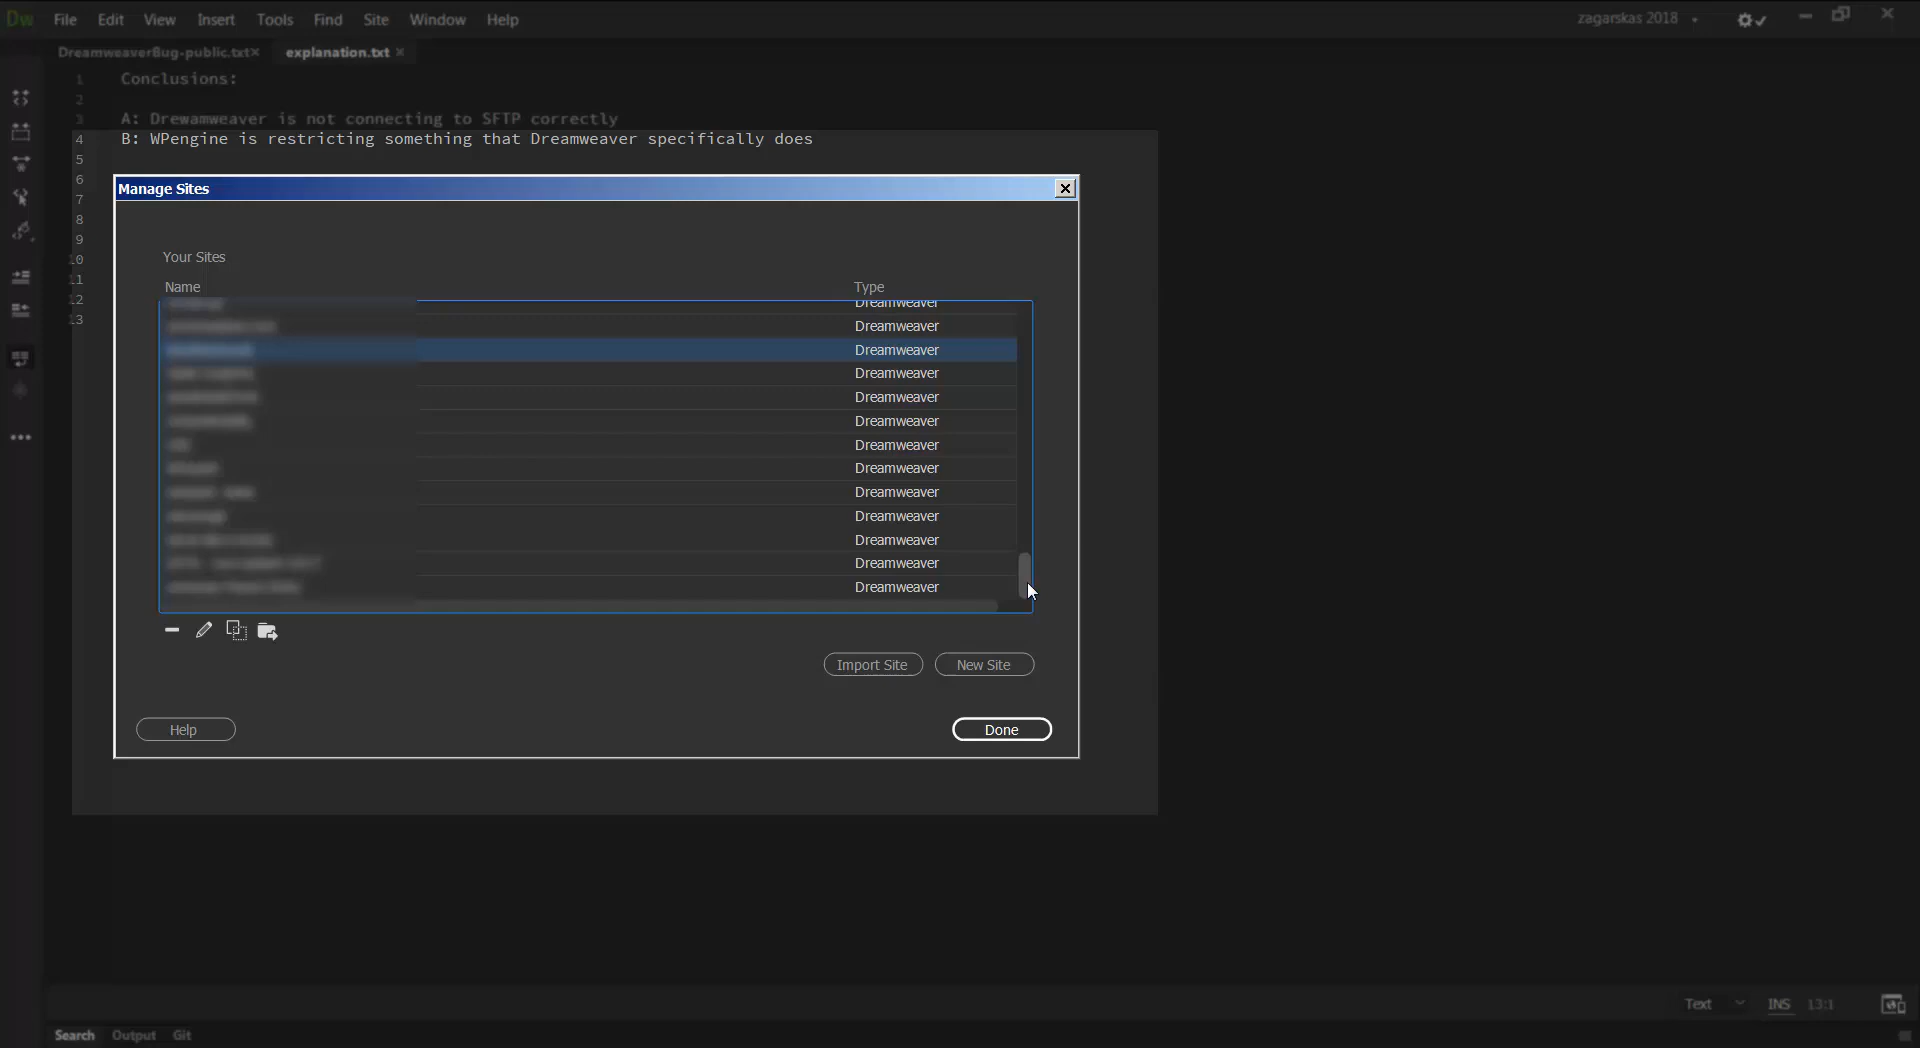 Dw File Edit View Insert Tools Find Site Window Help zagarskas 2018
DreamweaverBug-public.txt× explanation.txt ×
1 Conclusions:
2
3 A: Drewamweaver is not connecting to SFTP correctly
4 B: WPengine is restricting something that Dreamweaver specifically does
5
6
7
8
9
10
11
12
13
Manage Sites
Your Sites
Name Type
Dreamweaver
Dreamweaver
Dreamweaver
Dreamweaver
Dreamweaver
Dreamweaver
Dreamweaver
Dreamweaver
Dreamweaver
Dreamweaver
Dreamweaver
Dreamweaver
Dreamweaver
Import Site New Site
Help Done
Text INS 13:1
Search Output Git